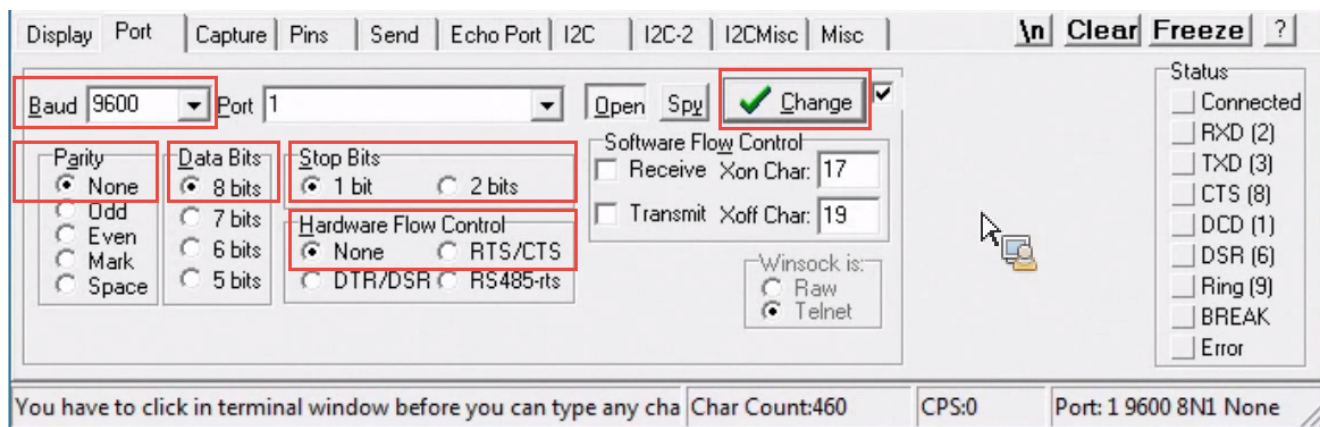 Display Port Capture Pins Send Echo Port I2C I2C-2 I2CMisc Misc \n Clear Freeze ?
Baud 9600 Port 1 Open Spy Change
Parity
None
Odd
Even
Mark
Space
Data Bits
8 bits
7 bits
6 bits
5 bits
Stop Bits
1 bit 2 bits
Hardware Flow Control
None RTS/CTS
DTR/DSR RS485-rts
Software Flow Control
Receive Xon Char: 17
Transmit Xoff Char: 19
Winsock is:
Raw
Telnet
Status
Connected
RXD (2)
TXD (3)
CTS (8)
DCD (1)
DSR (6)
Ring (9)
BREAK
Error
You have to click in terminal window before you can type any cha Char Count:460 CPS:0 Port: 1 9600 8N1 None